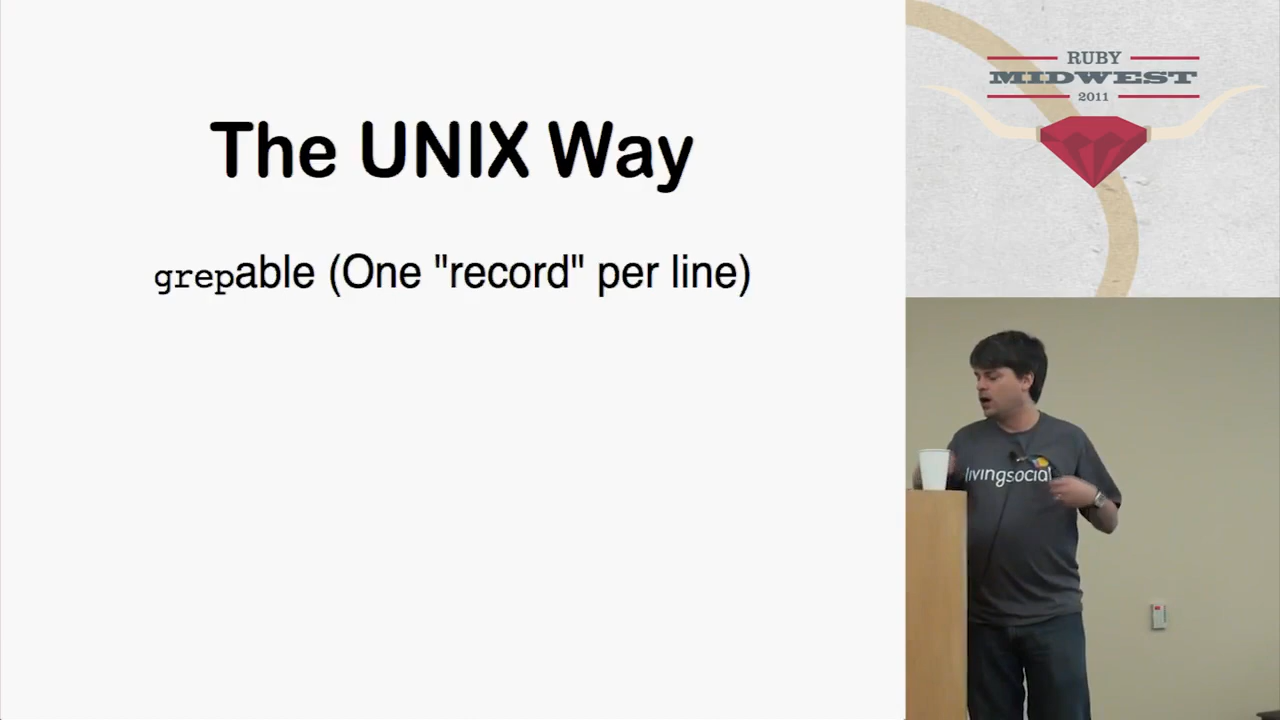 The UNIX Way
grepable (One "record" per line)
RUBY
MIDWEST
2011
livingsocial